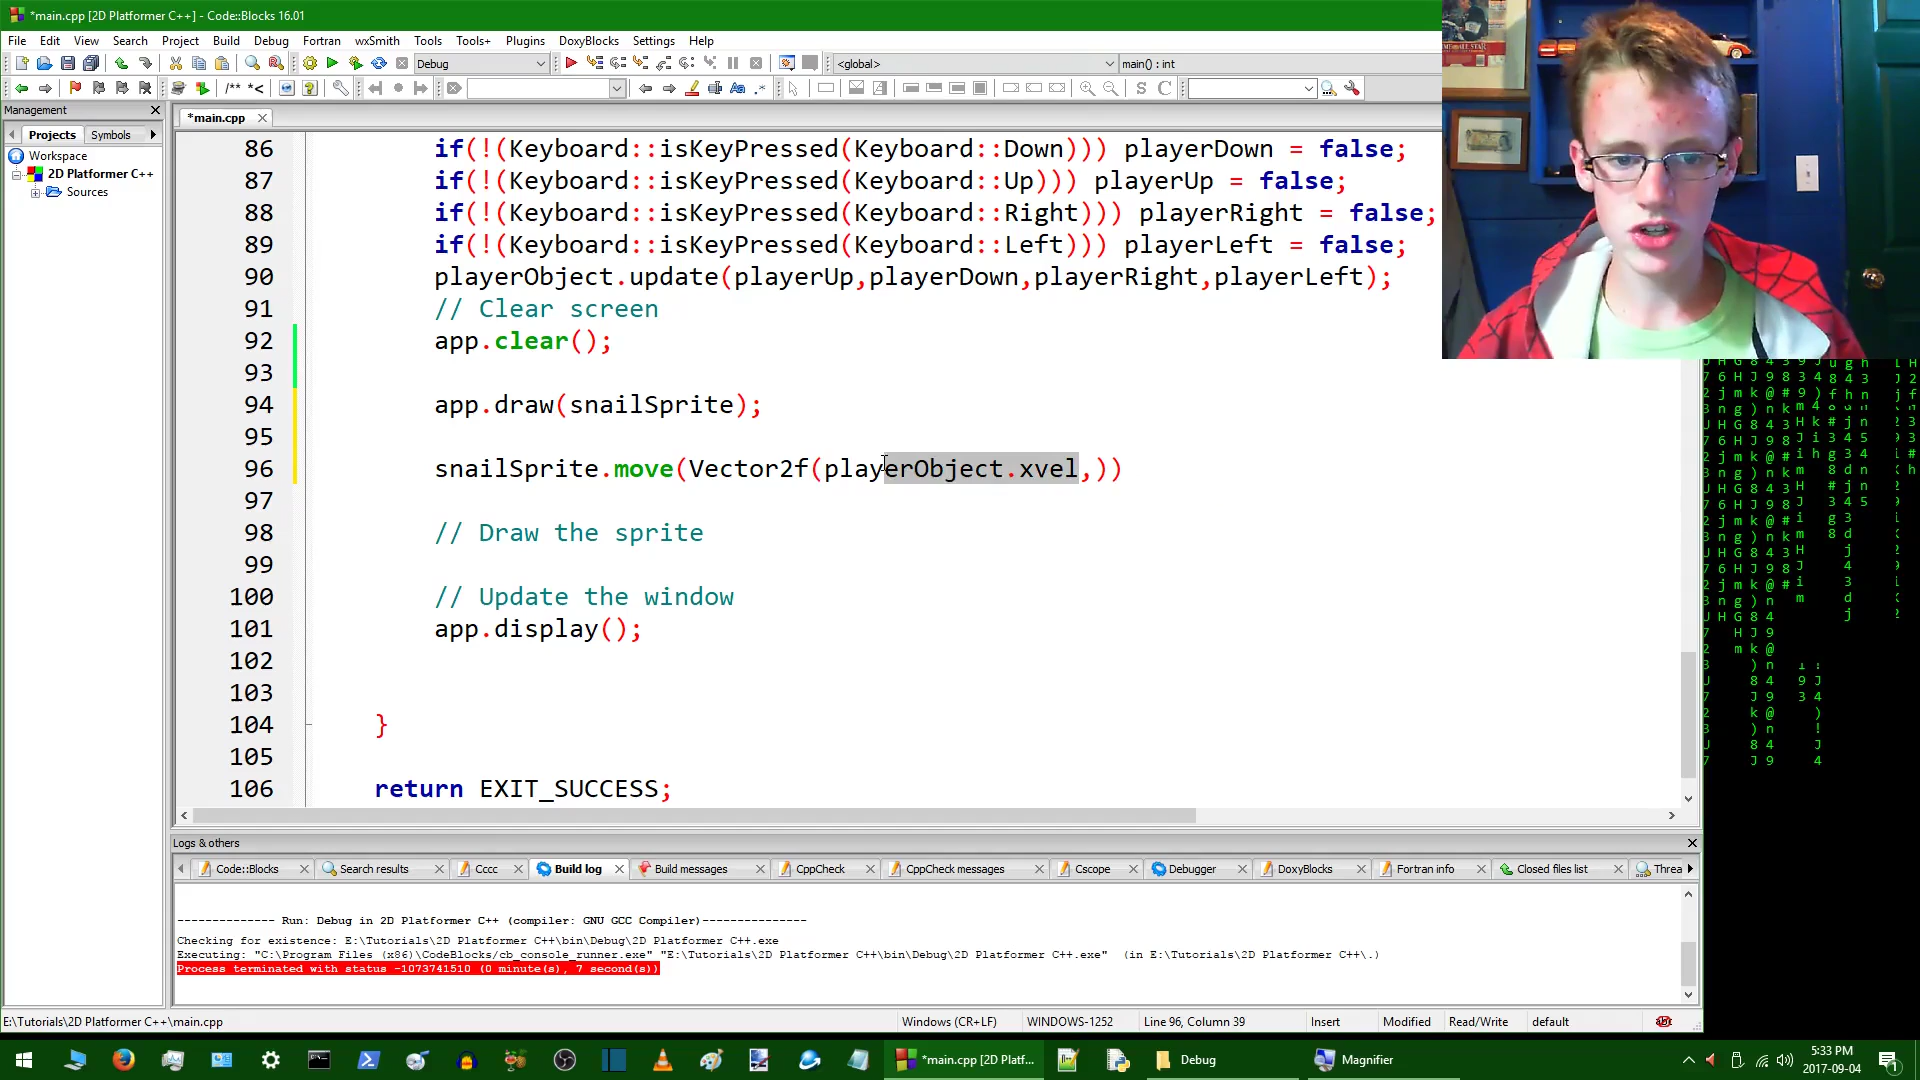 *main.cpp [2D Platformer C++] - Code::Blocks 16.01
File Edit View Search Project Build Debug Fortran wxSmith Tools Tools+ Plugins DoxyBlocks Settings Help
Debug <global> main() : int
/** *<
S C
Management
*main.cpp
Projects Symbols
Workspace
2D Platformer C++
Sources
86 if(!(Keyboard::isKeyPressed(Keyboard::Down))) playerDown = false;
87 if(!(Keyboard::isKeyPressed(Keyboard::Up))) playerUp = false;
88 if(!(Keyboard::isKeyPressed(Keyboard::Right))) playerRight = false;
89 if(!(Keyboard::isKeyPressed(Keyboard::Left))) playerLeft = false;
90 playerObject.update(playerUp,playerDown,playerRight,playerLeft);
91 // Clear screen
92 app.clear();
93
94 app.draw(snailSprite);
95
96 snailSprite.move(Vector2f(playerObject.xvel,))
97
98 // Draw the sprite
99
100 // Update the window
101 app.display();
102
103
104 }
105
106 return EXIT_SUCCESS;
Logs & others
Code::Blocks Search results Cccc Build log Build messages CppCheck CppCheck messages Cscope Debugger DoxyBlocks Fortran info Closed files list Threa
-------------- Run: Debug in 2D Platformer C++ (compiler: GNU GCC Compiler)---------------
Checking for existence: E:\Tutorials\2D Platformer C++\bin\Debug\2D Platformer C++.exe
Executing: "C:\Program Files (x86)\CodeBlocks/cb_console_runner.exe" "E:\Tutorials\2D Platformer C++\bin\Debug\2D Platformer C++.exe" (in E:\Tutorials\2D Platformer C++\.)
Process terminated with status -1073741510 (0 minute(s), 7 second(s))
E:\Tutorials\2D Platformer C++\main.cpp Windows (CR+LF) WINDOWS-1252 Line 96, Column 39 Insert Modified Read/Write default
*main.cpp [2D Platf... Debug Magnifier
5:33 PM
2017-09-04